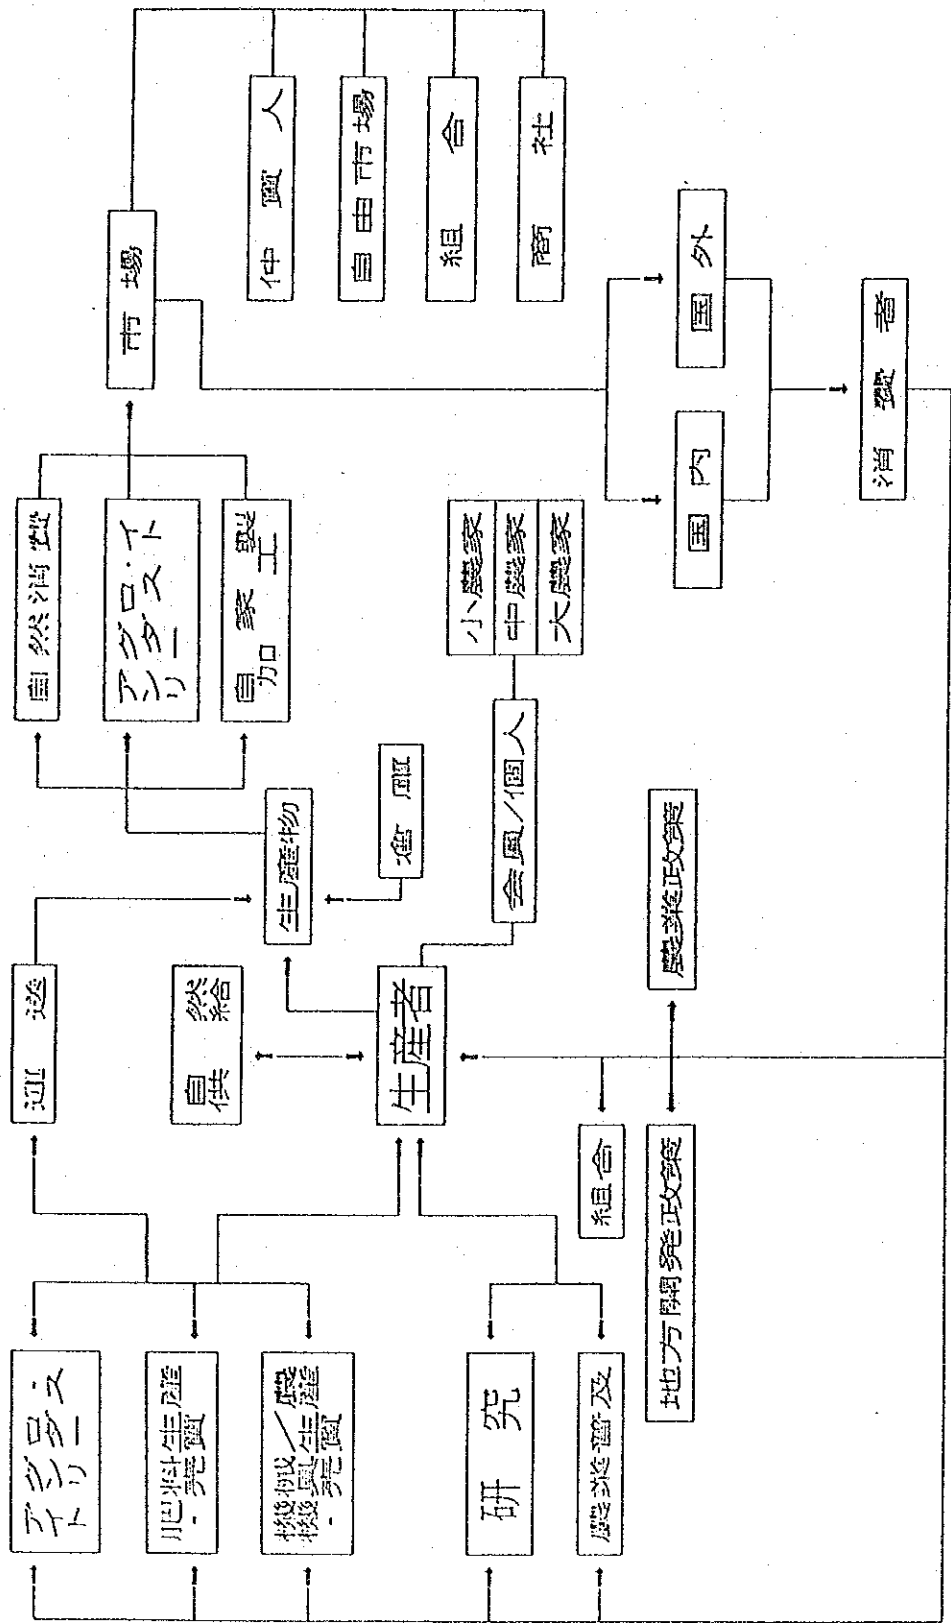 アグロ・
インダス
トリー
運 送
自 然 消 費
市 場
肥料生産
・売買
自 然
供 給
アグロ・イ
ンダスト
リー
機械／農
機具生産
・売買
生産物
自 家 製
加 工
仲 買 人
自 由 市 場
組 合
商 社
生産者
研 究
会員／個人
小農家
中農家
大農家
農業普及
組合
地方開発政策
農業政策
国 内
国 外
消 費 者